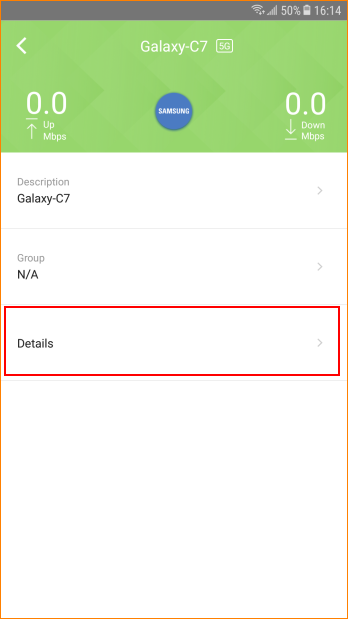 50% 16:14
Galaxy-C7 5G
0.0
Up
Mbps
SAMSUNG
0.0
Down
Mbps
Description
Galaxy-C7
Group
N/A
Details